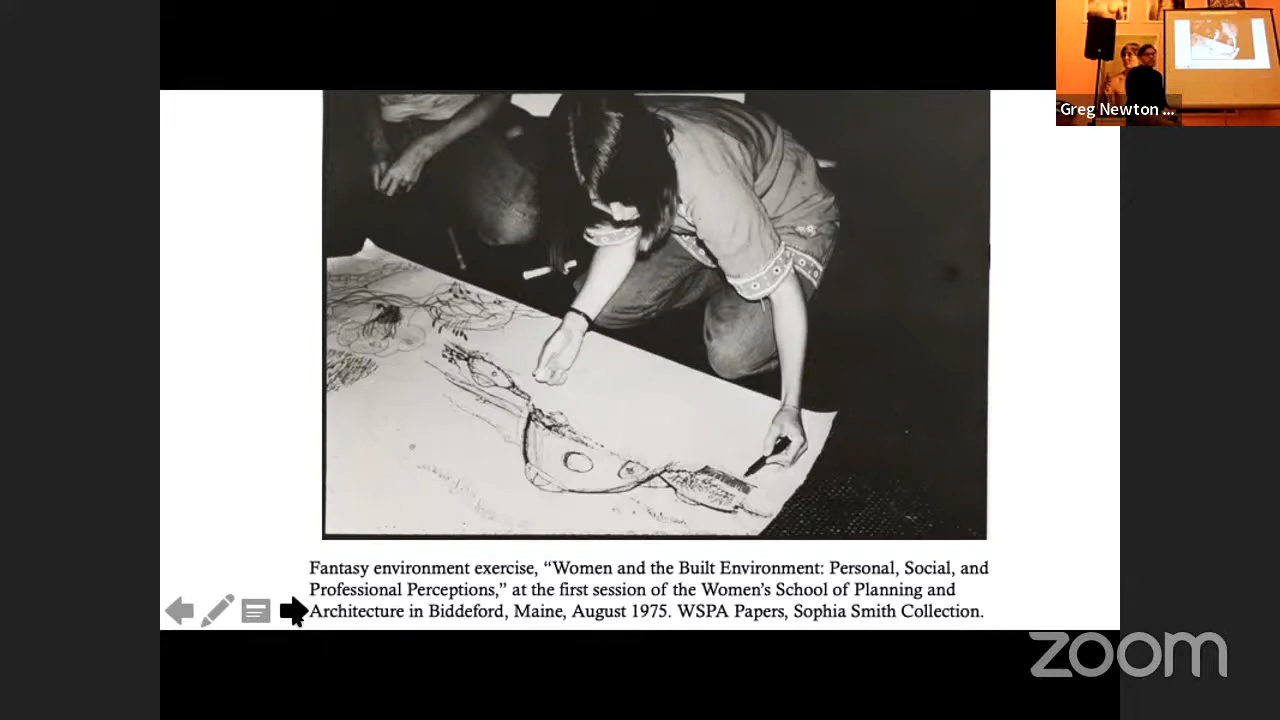 Greg Newton ...
Fantasy environment exercise, “Women and the Built Environment: Personal, Social, and
Professional Perceptions,” at the first session of the Women’s School of Planning and
Architecture in Biddeford, Maine, August 1975. WSPA Papers, Sophia Smith Collection.
zoom